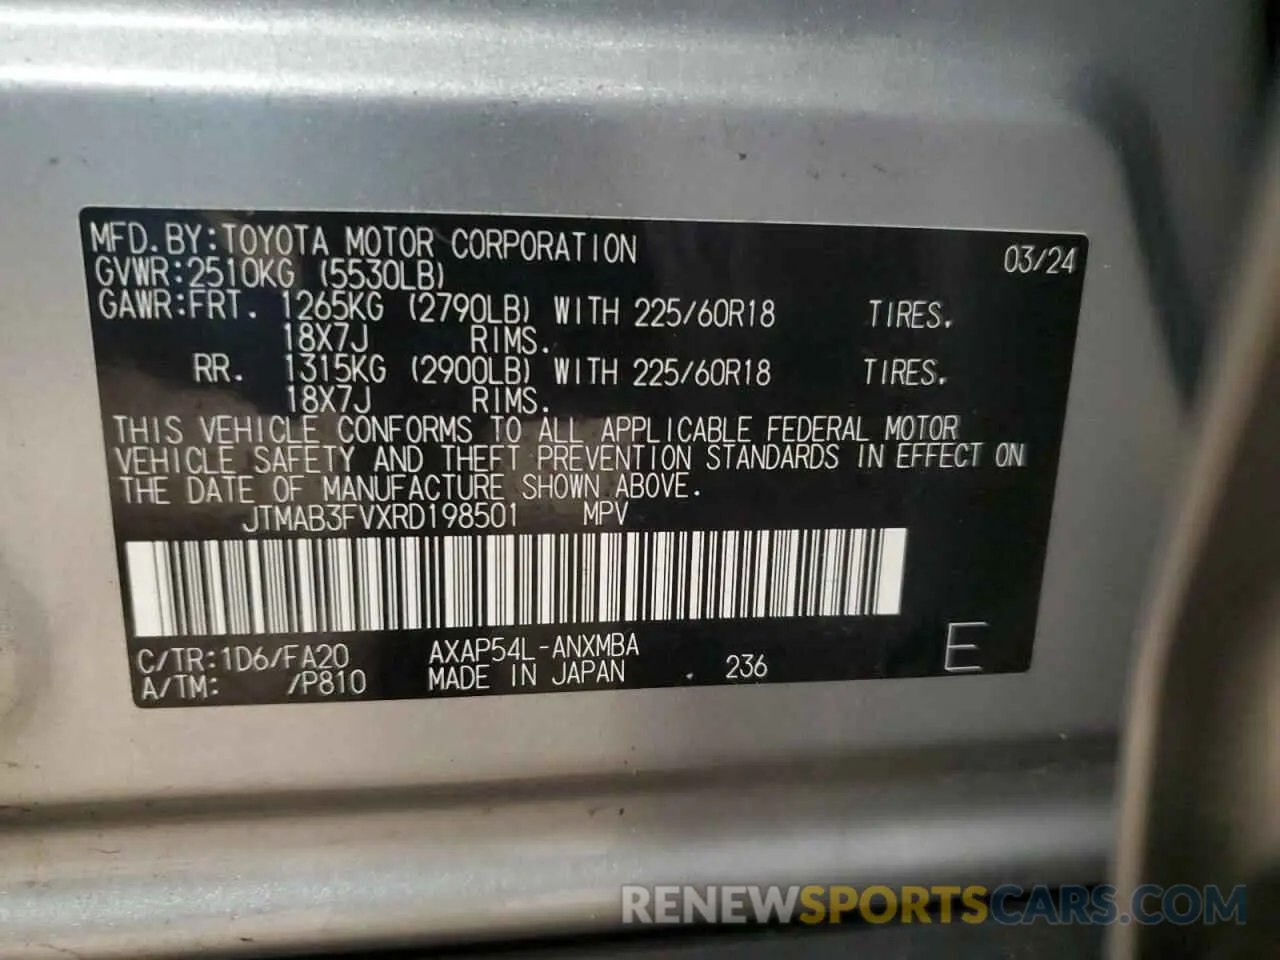 MFD.BY:TOYOTA MOTOR CORPORATION 03/24
GVWR:2510KG (5530LB)
GAWR:FRT. 1265KG (2790LB) WITH 225/60R18 TIRES.
18X7J RIMS.
RR. 1315KG (2900LB) WITH 225/60R18 TIRES.
18X7J RIMS.
THIS VEHICLE CONFORMS TO ALL APPLICABLE FEDERAL MOTOR
VEHICLE SAFETY AND THEFT PREVENTION STANDARDS IN EFFECT ON
THE DATE OF MANUFACTURE SHOWN ABOVE.
JTMAB3FVXRD198501 MPV
C/TR:1D6/FA20 AXAP54L-ANXMBA
A/TM: /P810 MADE IN JAPAN . 236 E
RENEWSPORTSCARS.COM